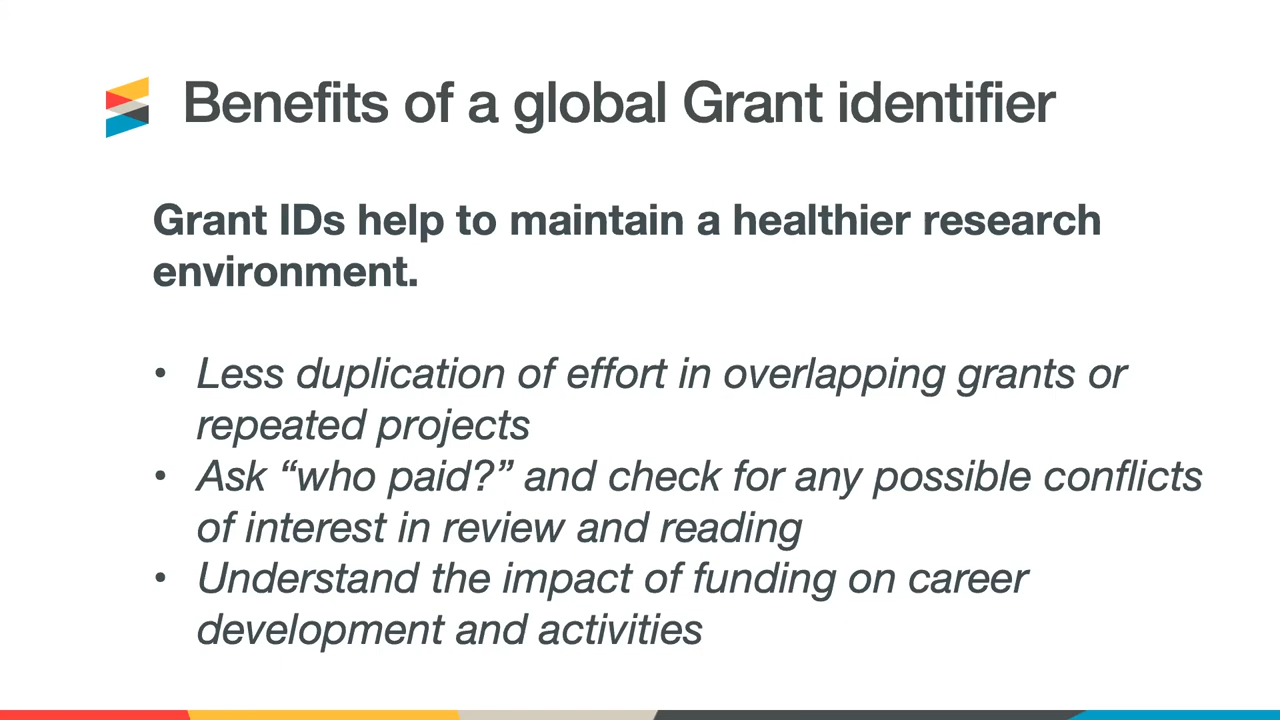 Benefits of a global Grant identifier
Grant IDs help to maintain a healthier research
environment.
• Less duplication of effort in overlapping grants or
repeated projects
• Ask “who paid?” and check for any possible conflicts
of interest in review and reading
• Understand the impact of funding on career
development and activities